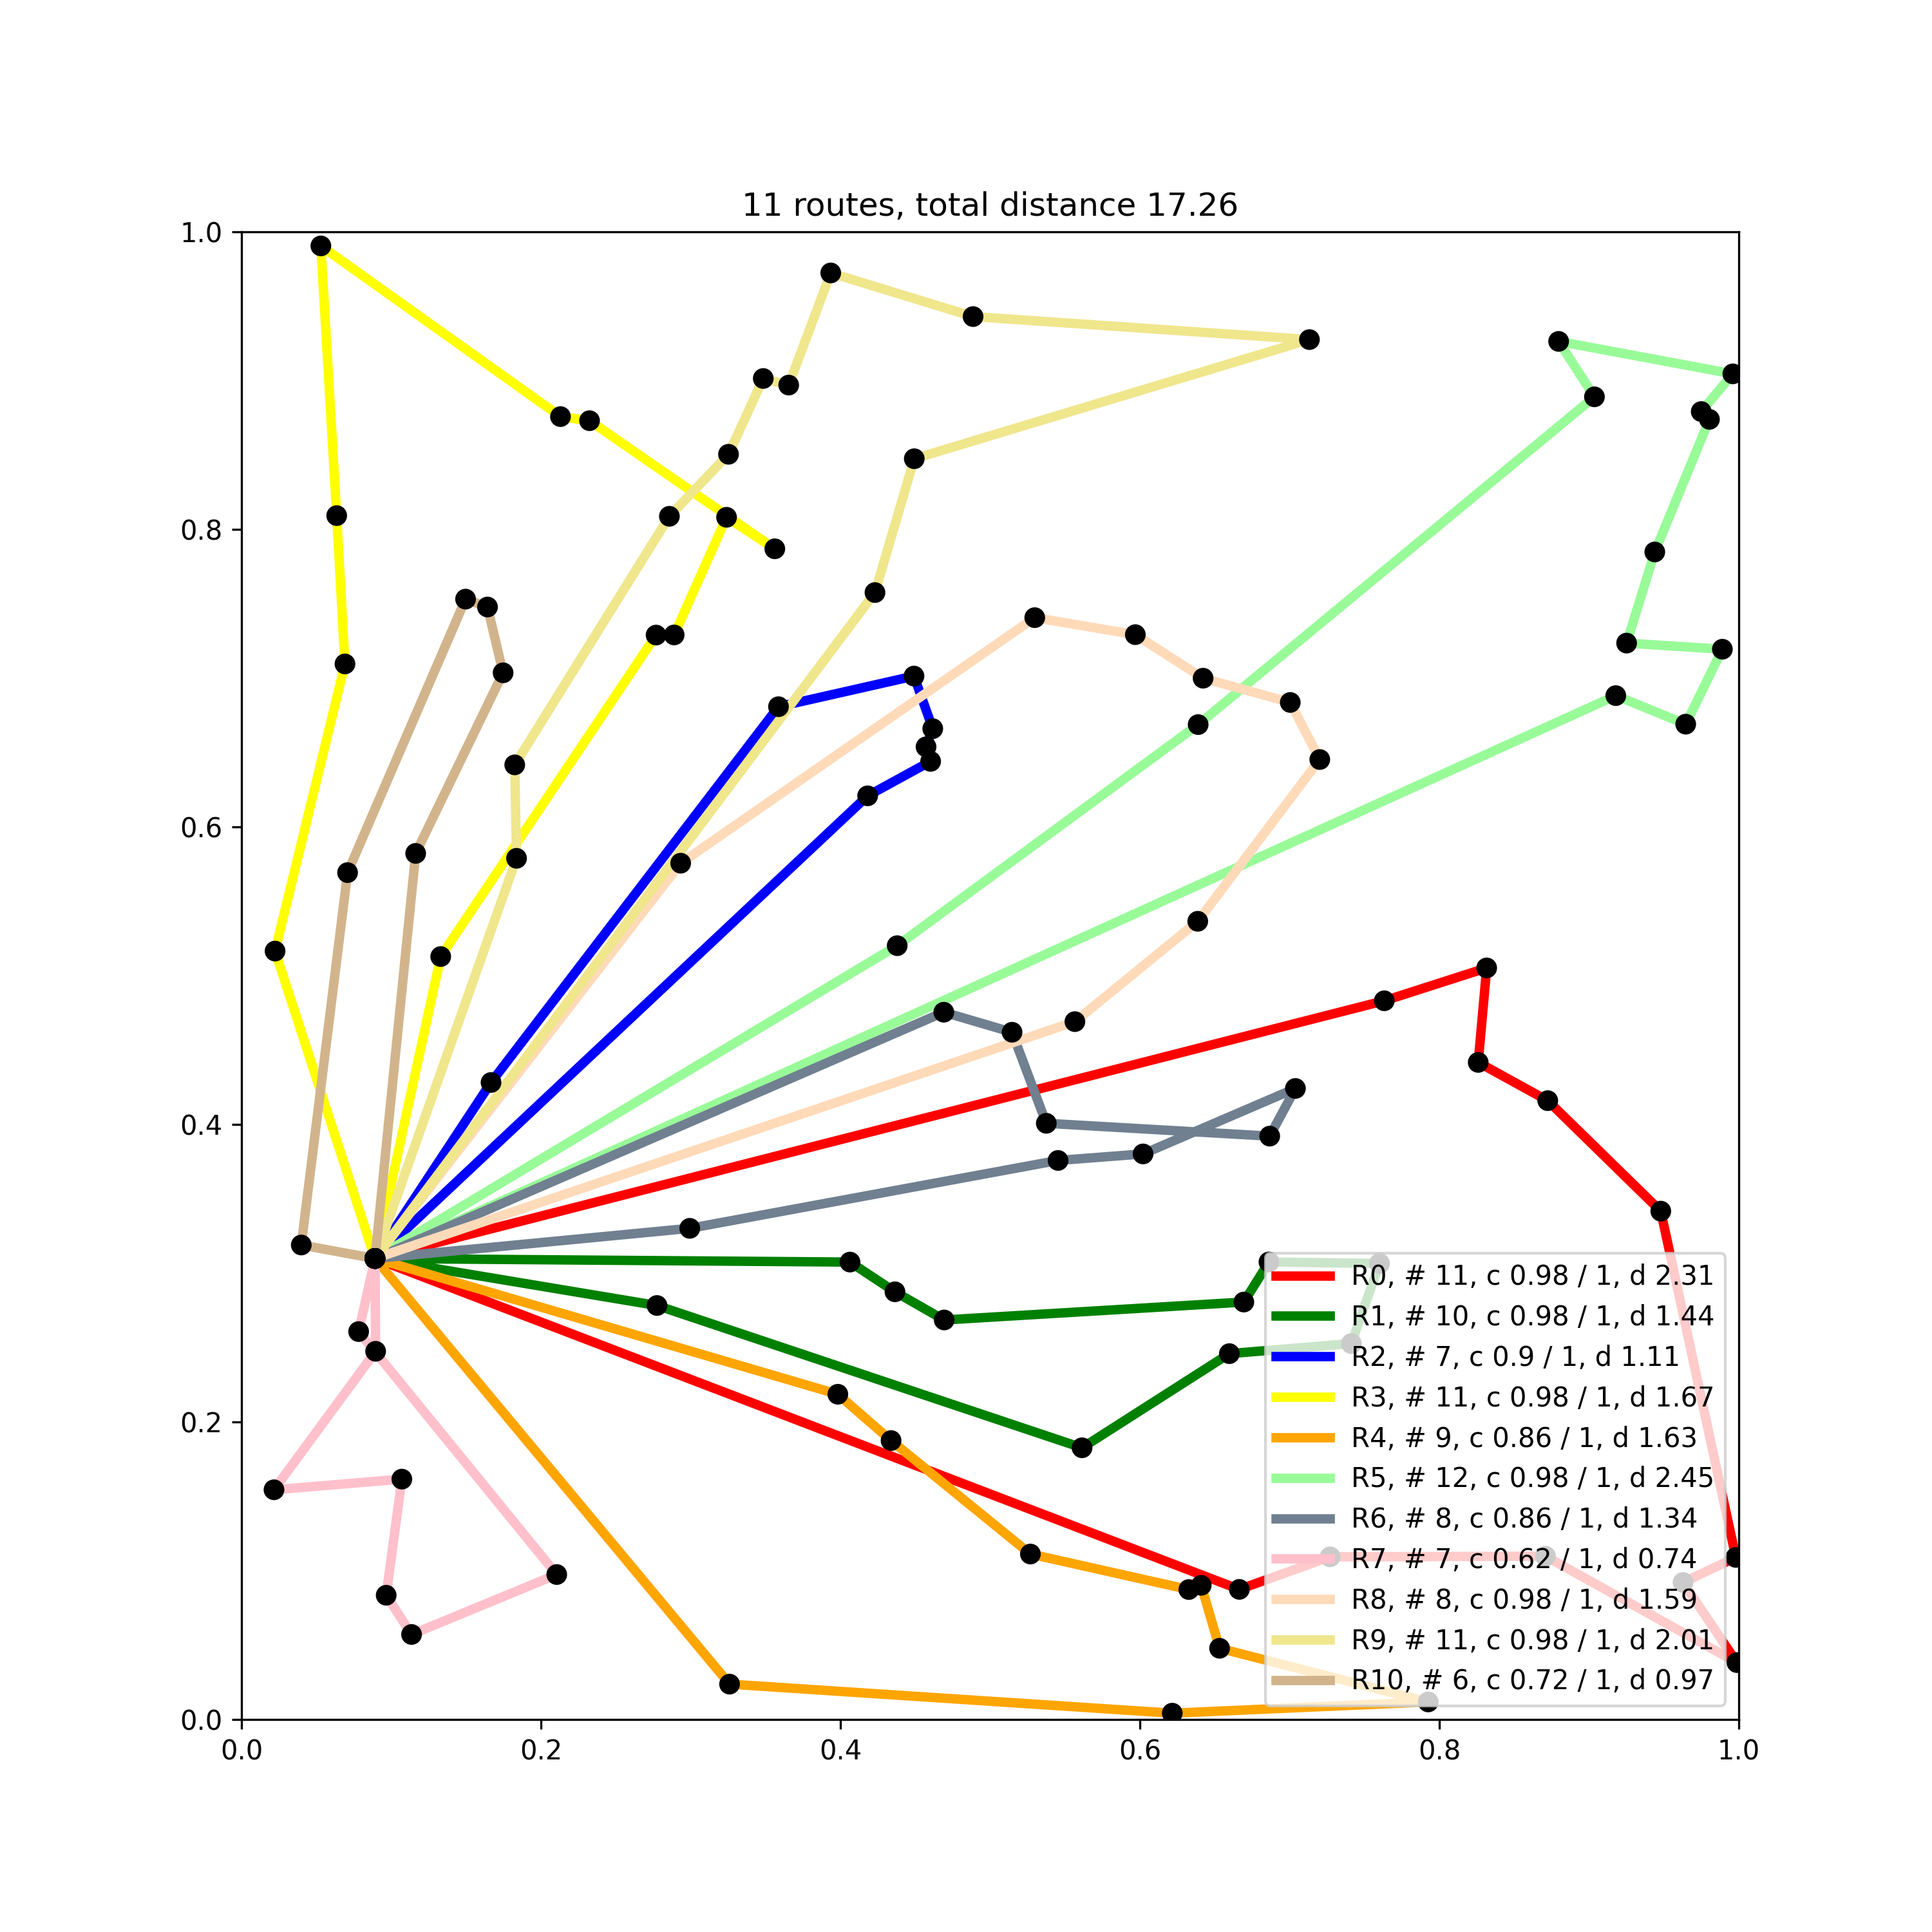 11 routes, total distance 17.26
1.0
0.8
0.6
0.4
0.2
0.0
0.0 0.2 0.4 0.6 0.8 1.0
R0, # 11, c 0.98 / 1, d 2.31
R1, # 10, c 0.98 / 1, d 1.44
R2, # 7, c 0.9 / 1, d 1.11
R3, # 11, c 0.98 / 1, d 1.67
R4, # 9, c 0.86 / 1, d 1.63
R5, # 12, c 0.98 / 1, d 2.45
R6, # 8, c 0.86 / 1, d 1.34
R7, # 7, c 0.62 / 1, d 0.74
R8, # 8, c 0.98 / 1, d 1.59
R9, # 11, c 0.98 / 1, d 2.01
R10, # 6, c 0.72 / 1, d 0.97